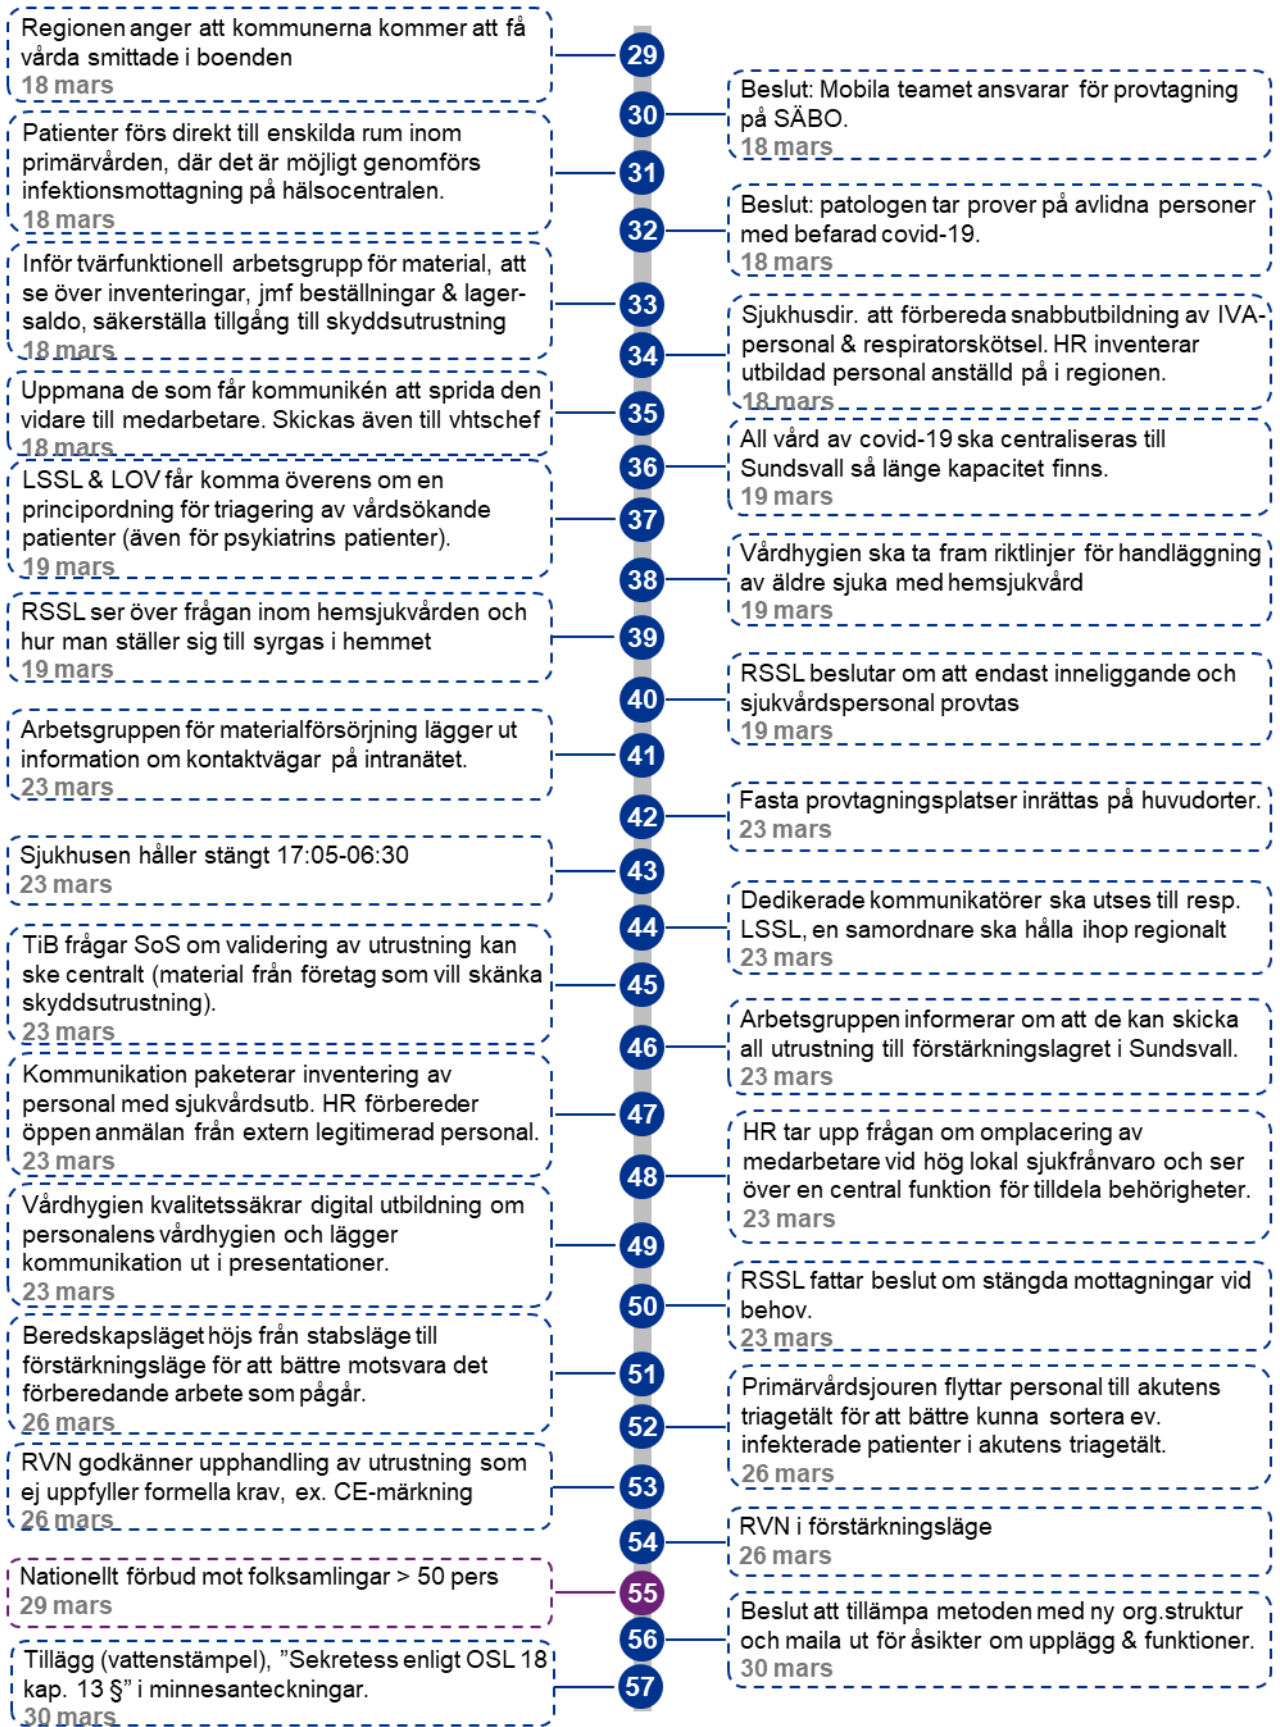 Regionen anger att kommunerna kommer att få
vårda smittade i boenden
18 mars
29
30
Beslut: Mobila teamet ansvarar för provtagning
på SÄBO.
18 mars
Patienter förs direkt till enskilda rum inom
primärvården, där det är möjligt genomförs
infektionsmottagning på hälsocentralen.
18 mars
31
32
Beslut: patologen tar prover på avlidna personer
med befarad covid-19.
18 mars
Inför tvärfunktionell arbetsgrupp för material, att
se över inventeringar, jmf beställningar & lager-
saldo, säkerställa tillgång till skyddsutrustning
18 mars
33
34
Sjukhusdir. att förbereda snabbutbildning av IVA-
personal & respiratorskötsel. HR inventerar
utbildad personal anställd på i regionen.
18 mars
Uppmana de som får kommunikén att sprida den
vidare till medarbetare. Skickas även till vhtschef
18 mars
35
36
All vård av covid-19 ska centraliseras till
Sundsvall så länge kapacitet finns.
19 mars
LSSL & LOV får komma överens om en
principordning för triagering av vårdsökande
patienter (även för psykiatrins patienter).
19 mars
37
38
Vårdhygien ska ta fram riktlinjer för handläggning
av äldre sjuka med hemsjukvård
19 mars
RSSL ser över frågan inom hemsjukvården och
hur man ställer sig till syrgas i hemmet
19 mars
39
40
RSSL beslutar om att endast inneliggande och
sjukvårdspersonal provtas
19 mars
Arbetsgruppen för materialförsörjning lägger ut
information om kontaktvägar på intranätet.
23 mars
41
42
Fasta provtagningsplatser inrättas på huvudorter.
23 mars
Sjukhusen håller stängt 17:05-06:30
23 mars
43
44
Dedikerade kommunikatörer ska utses till resp.
LSSL, en samordnare ska hålla ihop regionalt
23 mars
TiB frågar SoS om validering av utrustning kan
ske centralt (material från företag som vill skänka
skyddsutrustning).
23 mars
45
46
Arbetsgruppen informerar om att de kan skicka
all utrustning till förstärkningslagret i Sundsvall.
23 mars
Kommunikation paketerar inventering av
personal med sjukvårdsutb. HR förbereder
öppen anmälan från extern legitimerad personal.
23 mars
47
48
HR tar upp frågan om omplacering av
medarbetare vid hög lokal sjukfrånvaro och ser
över en central funktion för tilldela behörigheter.
23 mars
Vårdhygien kvalitetssäkrar digital utbildning om
personalens vårdhygien och lägger
kommunikation ut i presentationer.
23 mars
49
50
RSSL fattar beslut om stängda mottagningar vid
behov.
23 mars
Beredskapsläget höjs från stabsläge till
förstärkningsläge för att bättre motsvara det
förberedande arbete som pågår.
26 mars
51
52
Primärvårdsjouren flyttar personal till akutens
triagetält för att bättre kunna sortera ev.
infekterade patienter i akutens triagetält.
26 mars
RVN godkänner upphandling av utrustning som
ej uppfyller formella krav, ex. CE-märkning
26 mars
53
54
RVN i förstärkningsläge
26 mars
Nationellt förbud mot folksamlingar > 50 pers
29 mars
55
56
Beslut att tillämpa metoden med ny org.struktur
och maila ut för åsikter om upplägg & funktioner.
30 mars
Tillägg (vattenstämpel), ”Sekretess enligt OSL 18
kap. 13 §” i minnesanteckningar.
30 mars
57